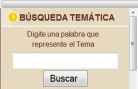 BÚSQUEDA TEMÁTICA
Digite una palabra que
represente el Tema
Buscar